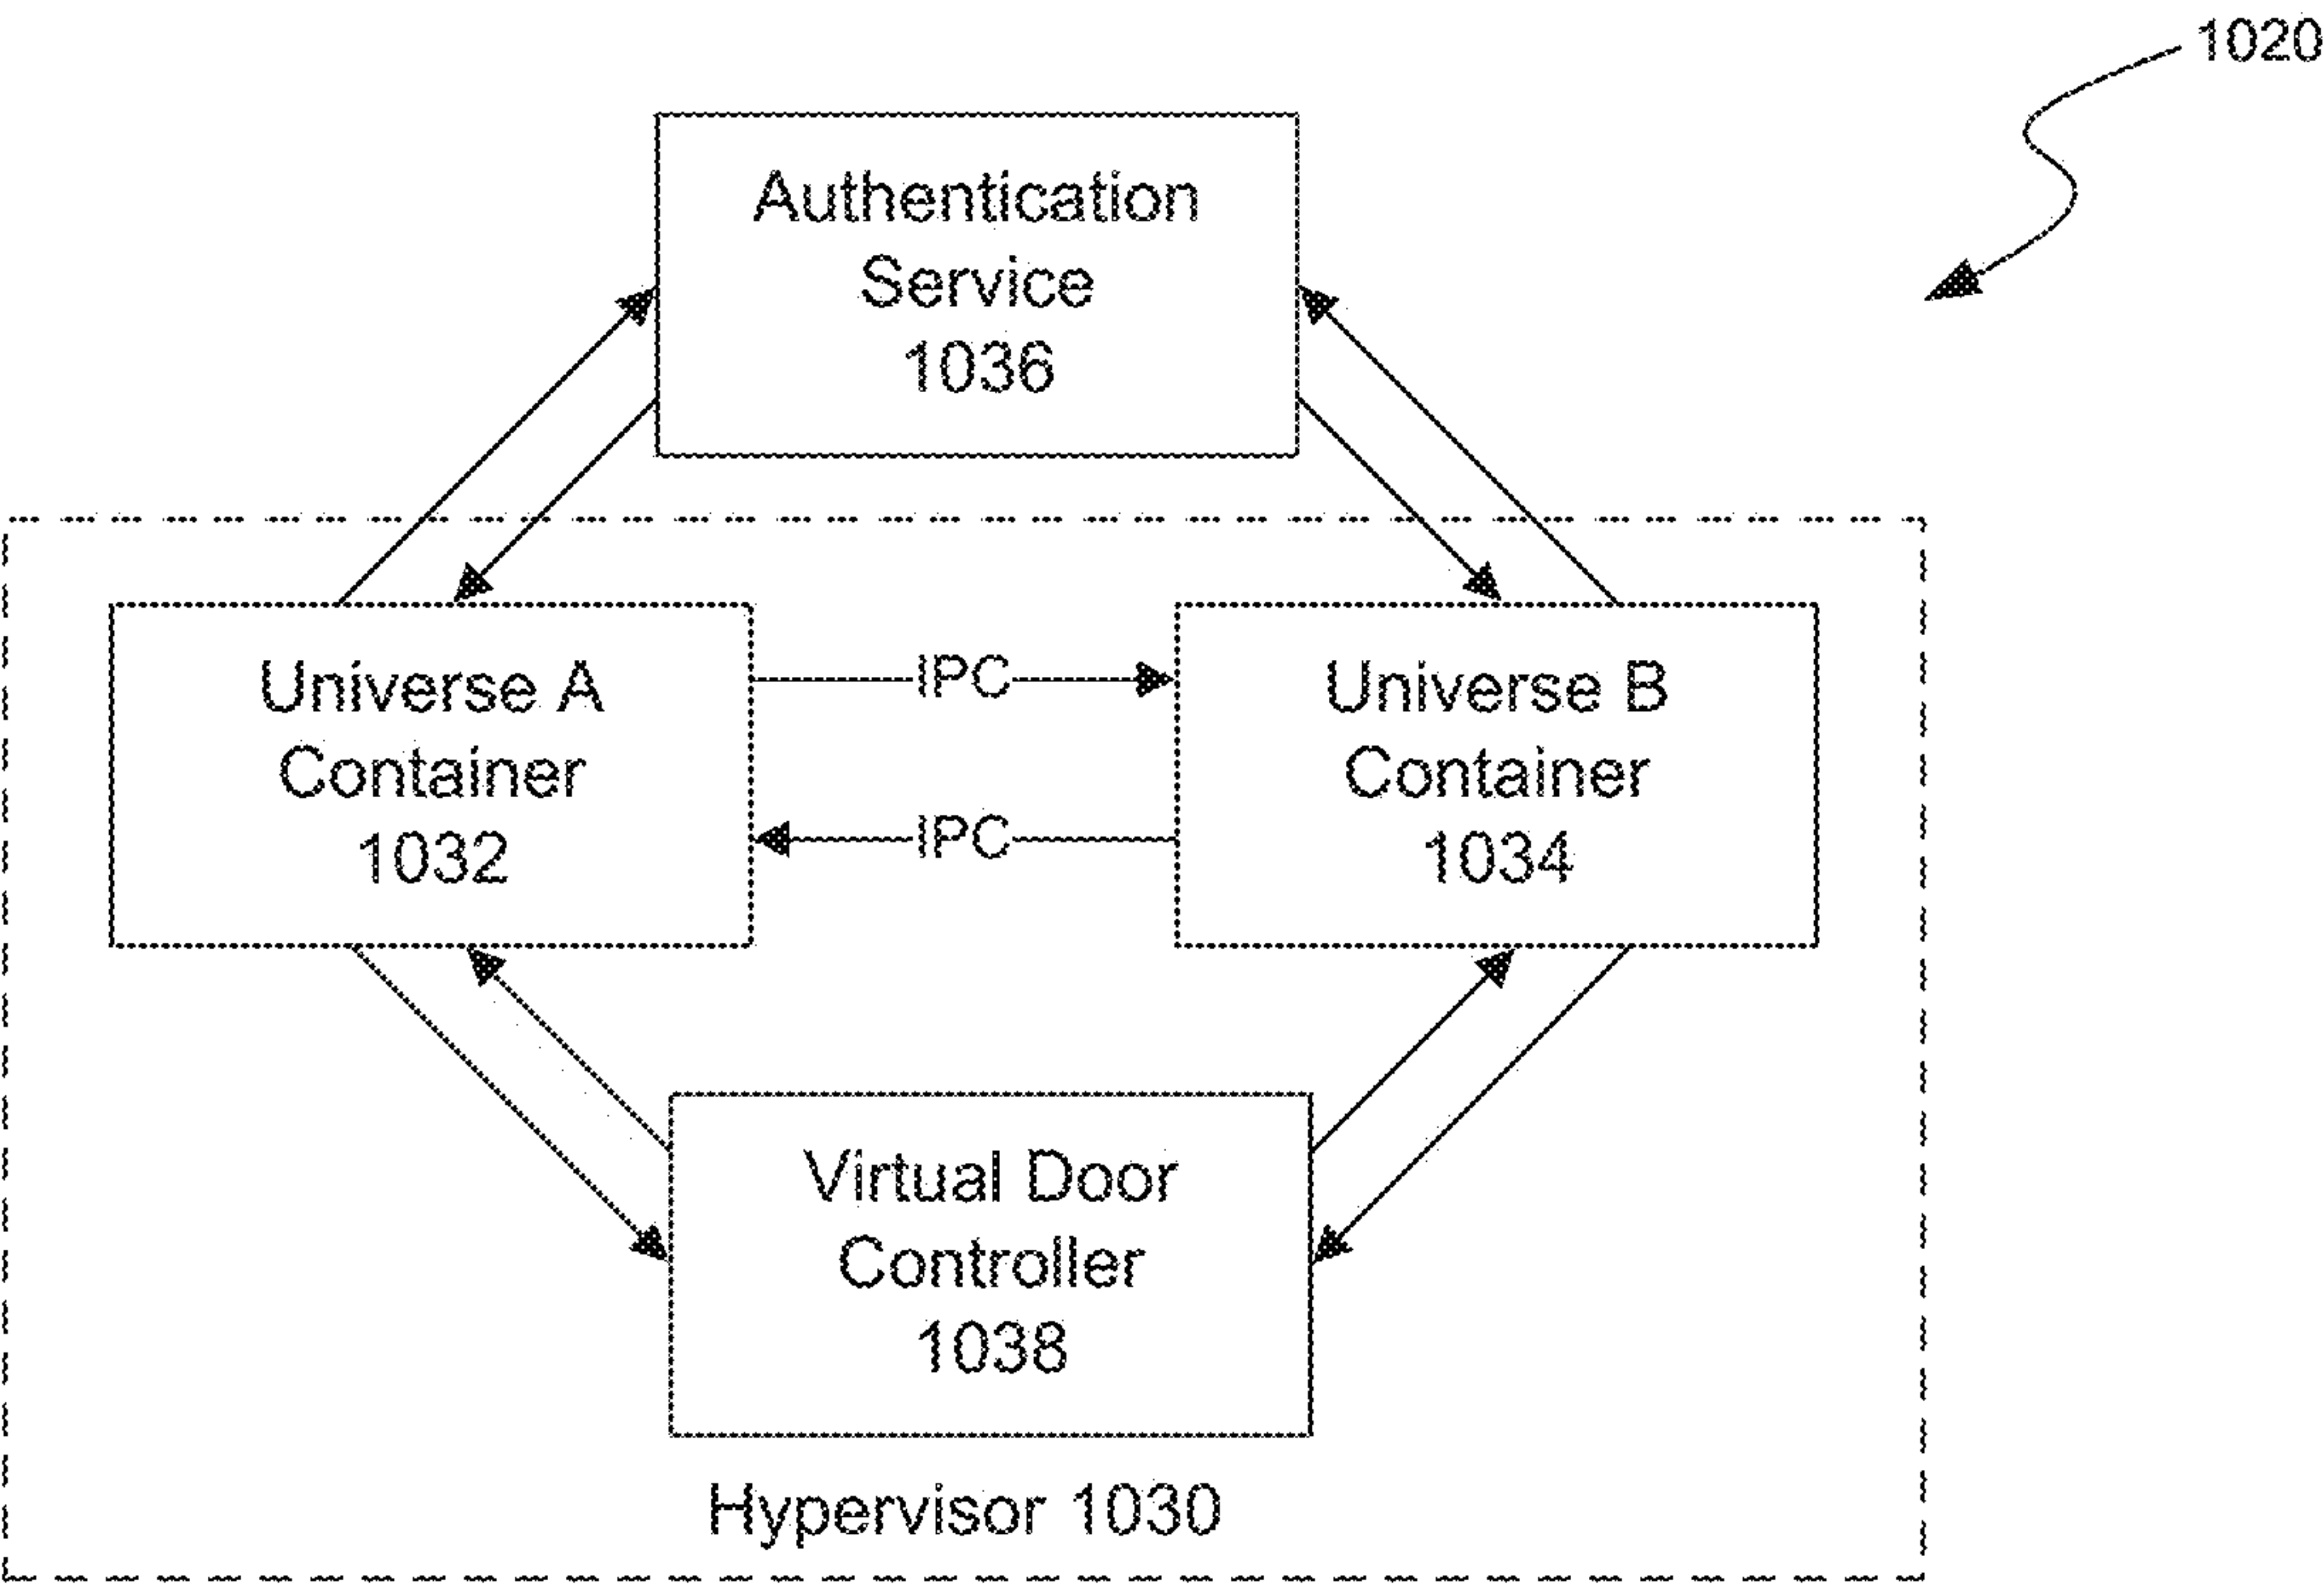 1020
Authentication
Service
1036
Universe A
Container
1032
IPC
IPC
Universe B
Container
1034
Virtual Door
Controller
1038
Hypervisor 1030